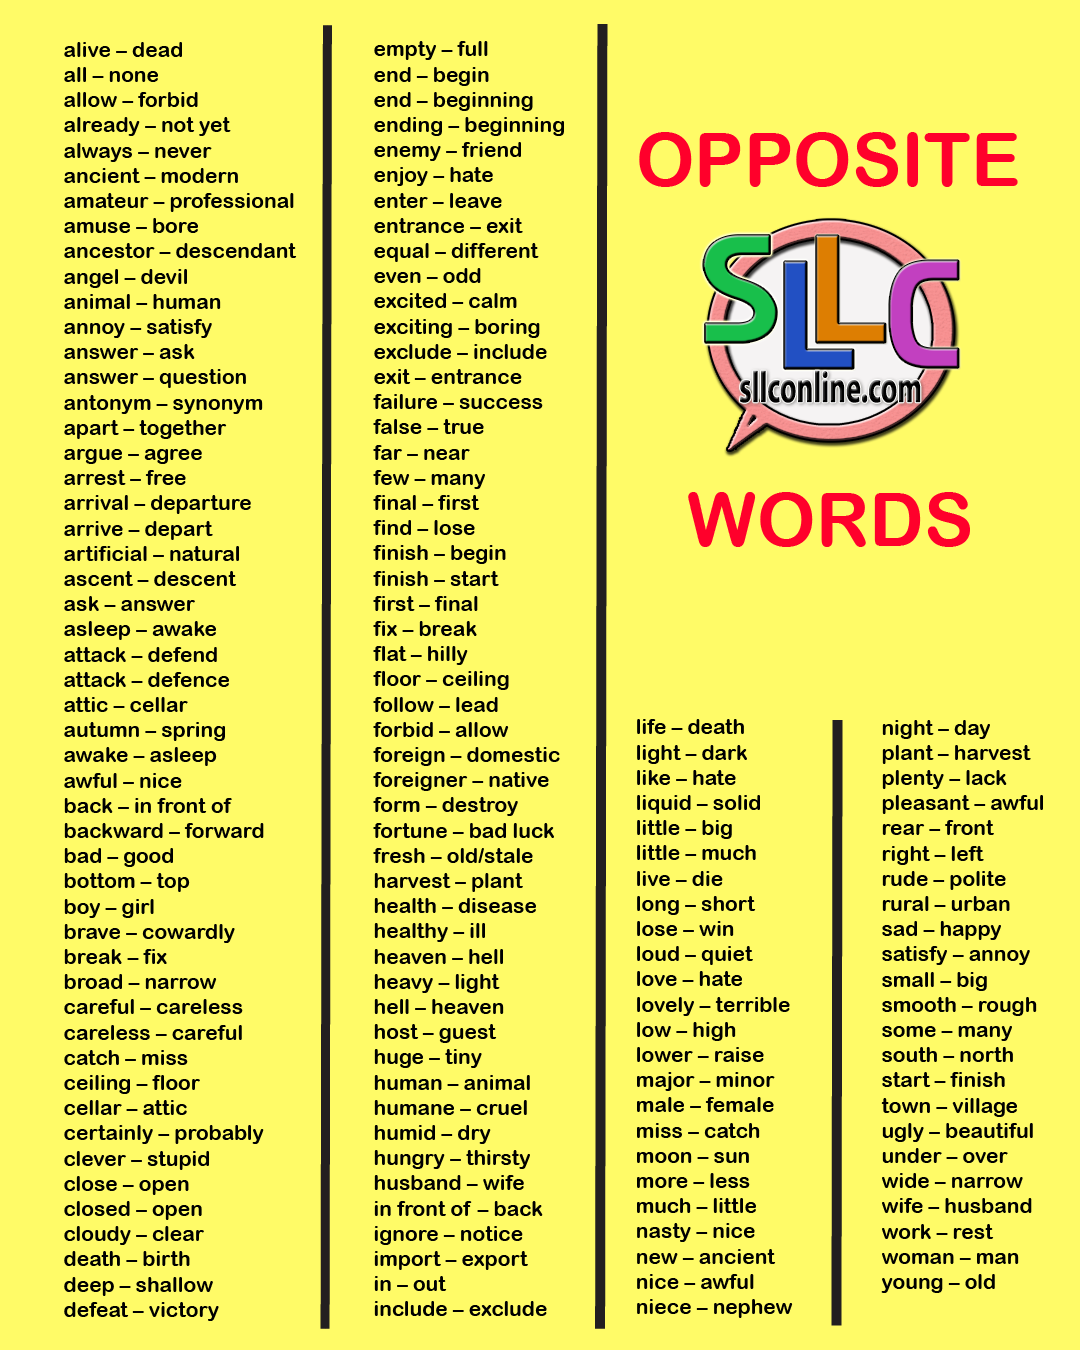 alive – dead
all – none
allow – forbid
already – not yet
always – never
ancient – modern
amateur – professional
amuse – bore
ancestor – descendant
angel – devil
animal – human
annoy – satisfy
answer – ask
answer – question
antonym – synonym
apart – together
argue – agree
arrest – free
arrival – departure
arrive – depart
artificial – natural
ascent – descent
ask – answer
asleep – awake
attack – defend
attack – defence
attic – cellar
autumn – spring
awake – asleep
awful – nice
back – in front of
backward – forward
bad – good
bottom – top
boy – girl
brave – cowardly
break – fix
broad – narrow
careful – careless
careless – careful
catch – miss
ceiling – floor
cellar – attic
certainly – probably
clever – stupid
close – open
closed – open
cloudy – clear
death – birth
deep – shallow
defeat – victory
empty – full
end – begin
end – beginning
ending – beginning
enemy – friend
enjoy – hate
enter – leave
entrance – exit
equal – different
even – odd
excited – calm
exciting – boring
exclude – include
exit – entrance
failure – success
false – true
far – near
few – many
final – first
find – lose
finish – begin
finish – start
first – final
fix – break
flat – hilly
floor – ceiling
follow – lead
forbid – allow
foreign – domestic
foreigner – native
form – destroy
fortune – bad luck
fresh – old/stale
harvest – plant
health – disease
healthy – ill
heaven – hell
heavy – light
hell – heaven
host – guest
huge – tiny
human – animal
humane – cruel
humid – dry
hungry – thirsty
husband – wife
in front of – back
ignore – notice
import – export
in – out
include – exclude
OPPOSITE
SLLC
sllconline.com
WORDS
life – death
light – dark
like – hate
liquid – solid
little – big
little – much
live – die
long – short
lose – win
loud – quiet
love – hate
lovely – terrible
low – high
lower – raise
major – minor
male – female
miss – catch
moon – sun
more – less
much – little
nasty – nice
new – ancient
nice – awful
niece – nephew
night – day
plant – harvest
plenty – lack
pleasant – awful
rear – front
right – left
rude – polite
rural – urban
sad – happy
satisfy – annoy
small – big
smooth – rough
some – many
south – north
start – finish
town – village
ugly – beautiful
under – over
wide – narrow
wife – husband
work – rest
woman – man
young – old